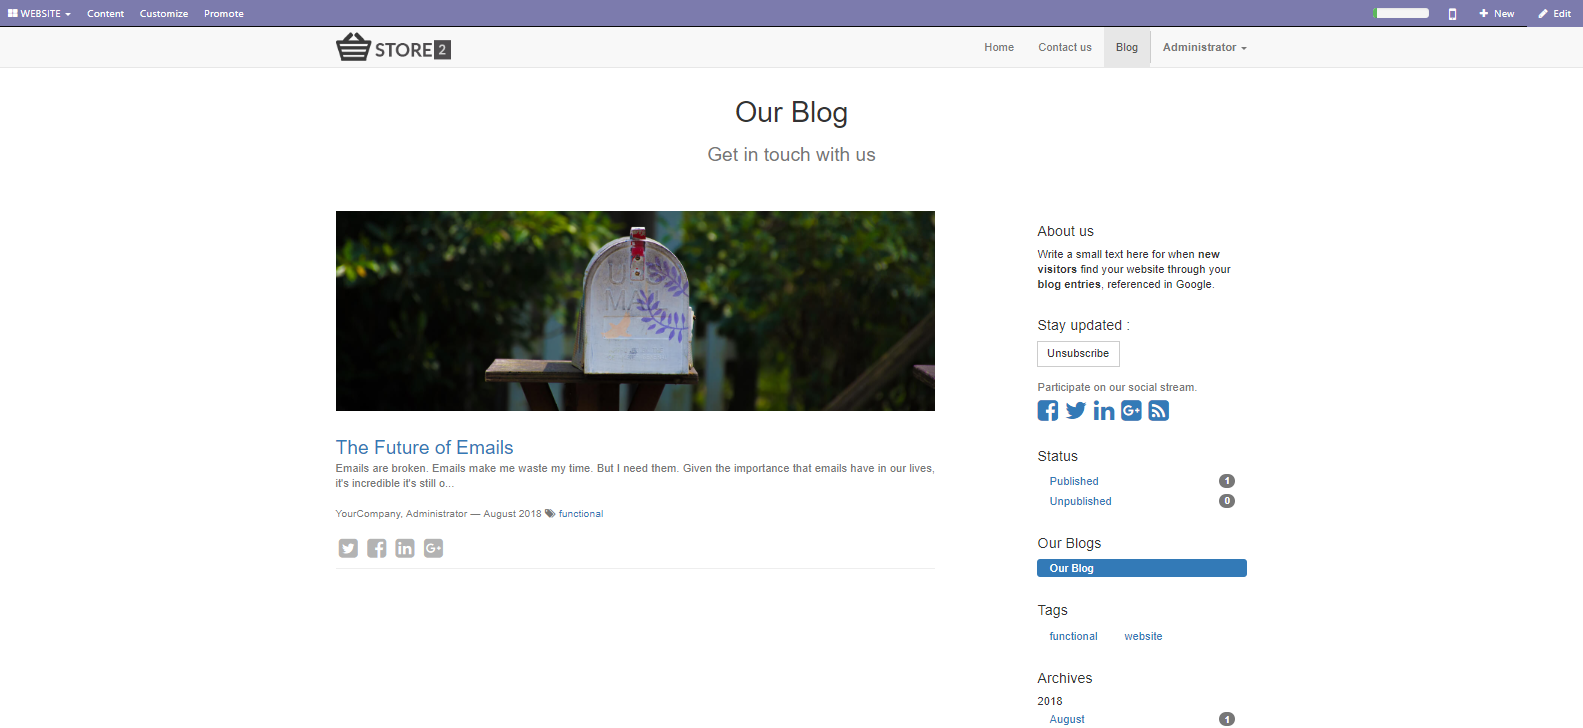 WEBSITE Content Customize Promote New Edit
STORE 2 Home Contact us Blog Administrator
Our Blog
Get in touch with us
U.S.
MAIL
The Future of Emails
Emails are broken. Emails make me waste my time. But I need them. Given the importance that emails have in our lives,
it's incredible it's still o...
YourCompany, Administrator — August 2018 functional
About us
Write a small text here for when new
visitors find your website through your
blog entries, referenced in Google.
Stay updated :
Unsubscribe
Participate on our social stream.
Status
Published 1
Unpublished 0
Our Blogs
Our Blog
Tags
functional website
Archives
2018
August 1